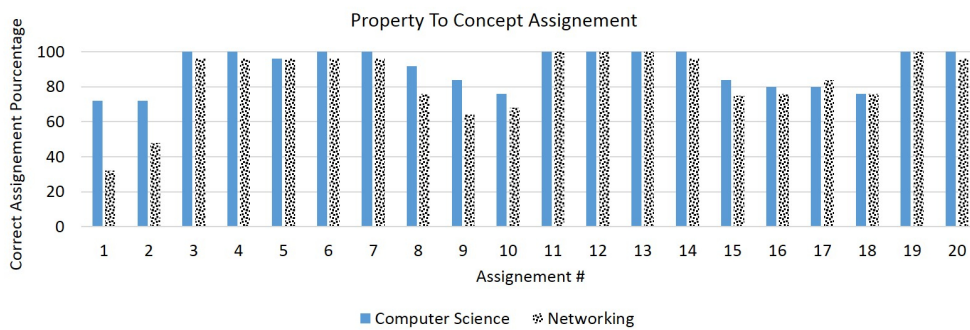 Property To Concept Assignement
Correct Assignement Pourcentage
100
80
60
40
20
0
1 2 3 4 5 6 7 8 9 10 11 12 13 14 15 16 17 18 19 20
Assignement #
Computer Science Networking